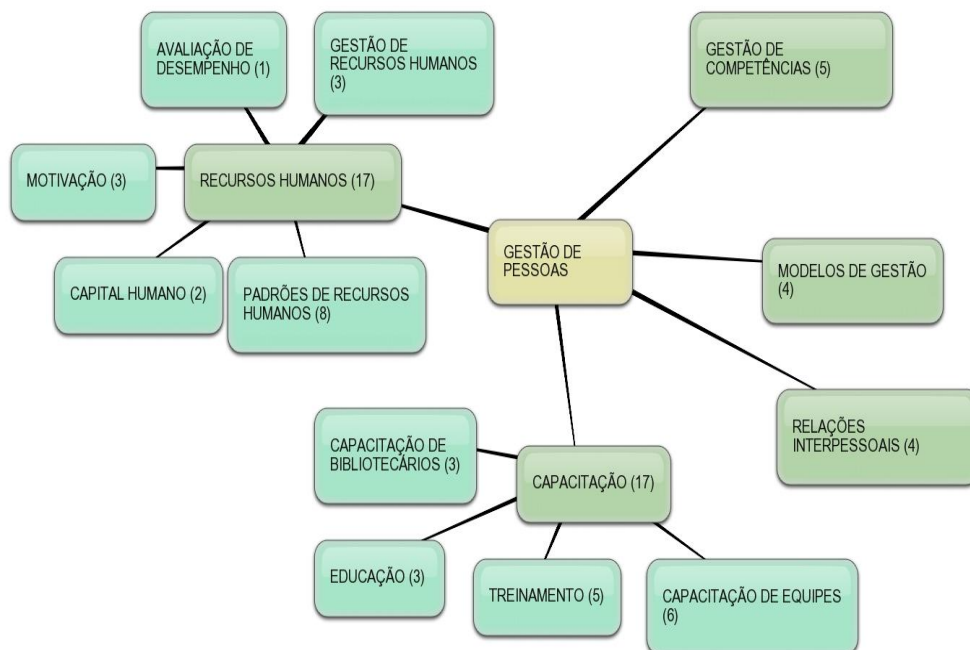 AVALIAÇÃO DE
DESEMPENHO (1)
GESTÃO DE
RECURSOS HUMANOS
(3)
GESTÃO DE
COMPETÊNCIAS (5)
MOTIVAÇÃO (3)
RECURSOS HUMANOS (17)
GESTÃO DE
PESSOAS
CAPITAL HUMANO (2)
PADRÕES DE RECURSOS
HUMANOS (8)
MODELOS DE GESTÃO
(4)
RELAÇÕES
INTERPESSOAIS (4)
CAPACITAÇÃO DE
BIBLIOTECÁRIOS (3)
CAPACITAÇÃO (17)
EDUCAÇÃO (3)
TREINAMENTO (5)
CAPACITAÇÃO DE EQUIPES
(6)